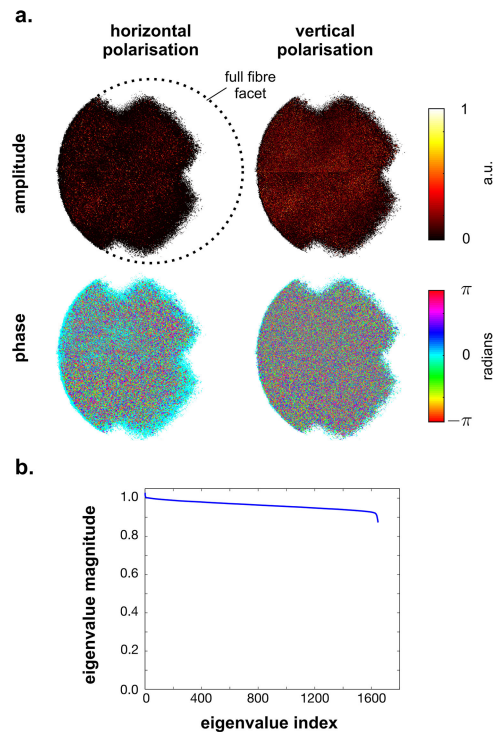 a.
horizontal
polarisation
vertical
polarisation
full fibre
facet
amplitude
1
0
a.u.
phase
π
0
−π
radians
b.
eigenvalue magnitude
1.0
0.8
0.6
0.4
0.2
0.0
0
400
800
1200
1600
eigenvalue index